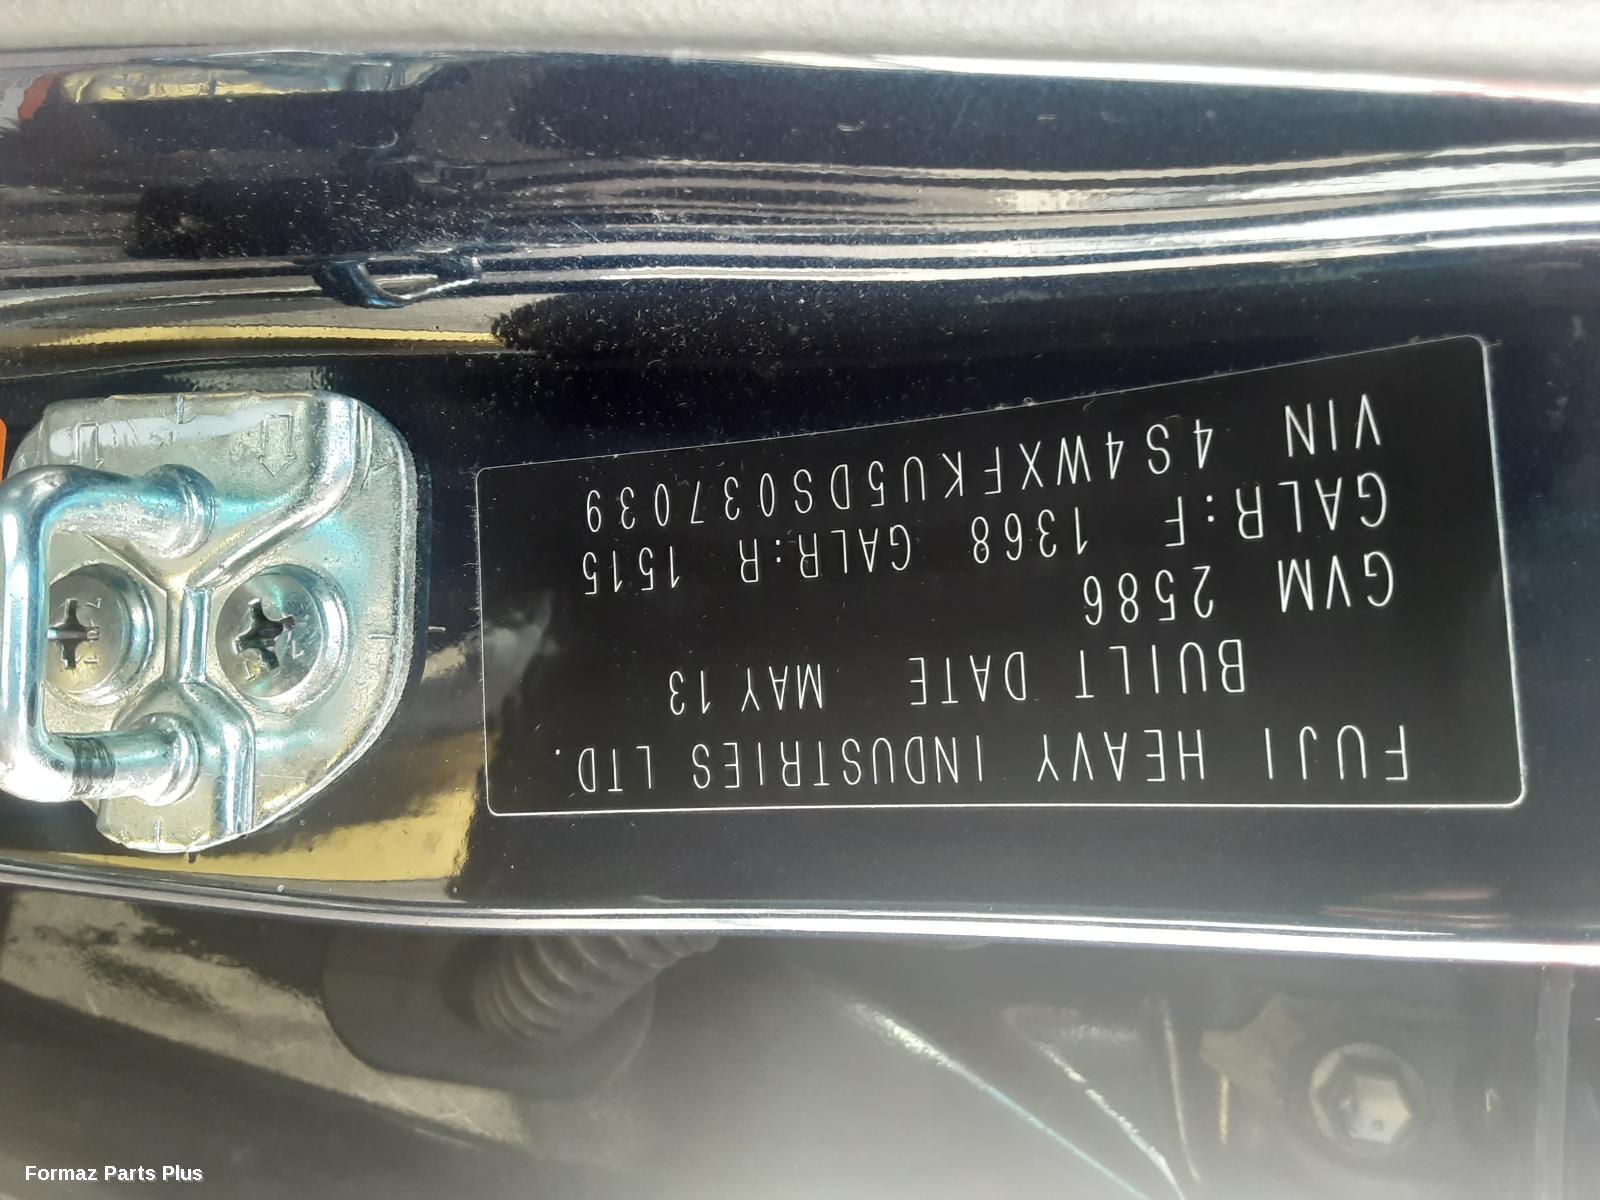 FUJI HEAVY INDUSTRIES LTD.
BUILT DATE MAY 13
GVM 2586
GALR:F 1368 GALR:R 1515
VIN 4S4WXFKU5DS037039
Formaz Parts Plus